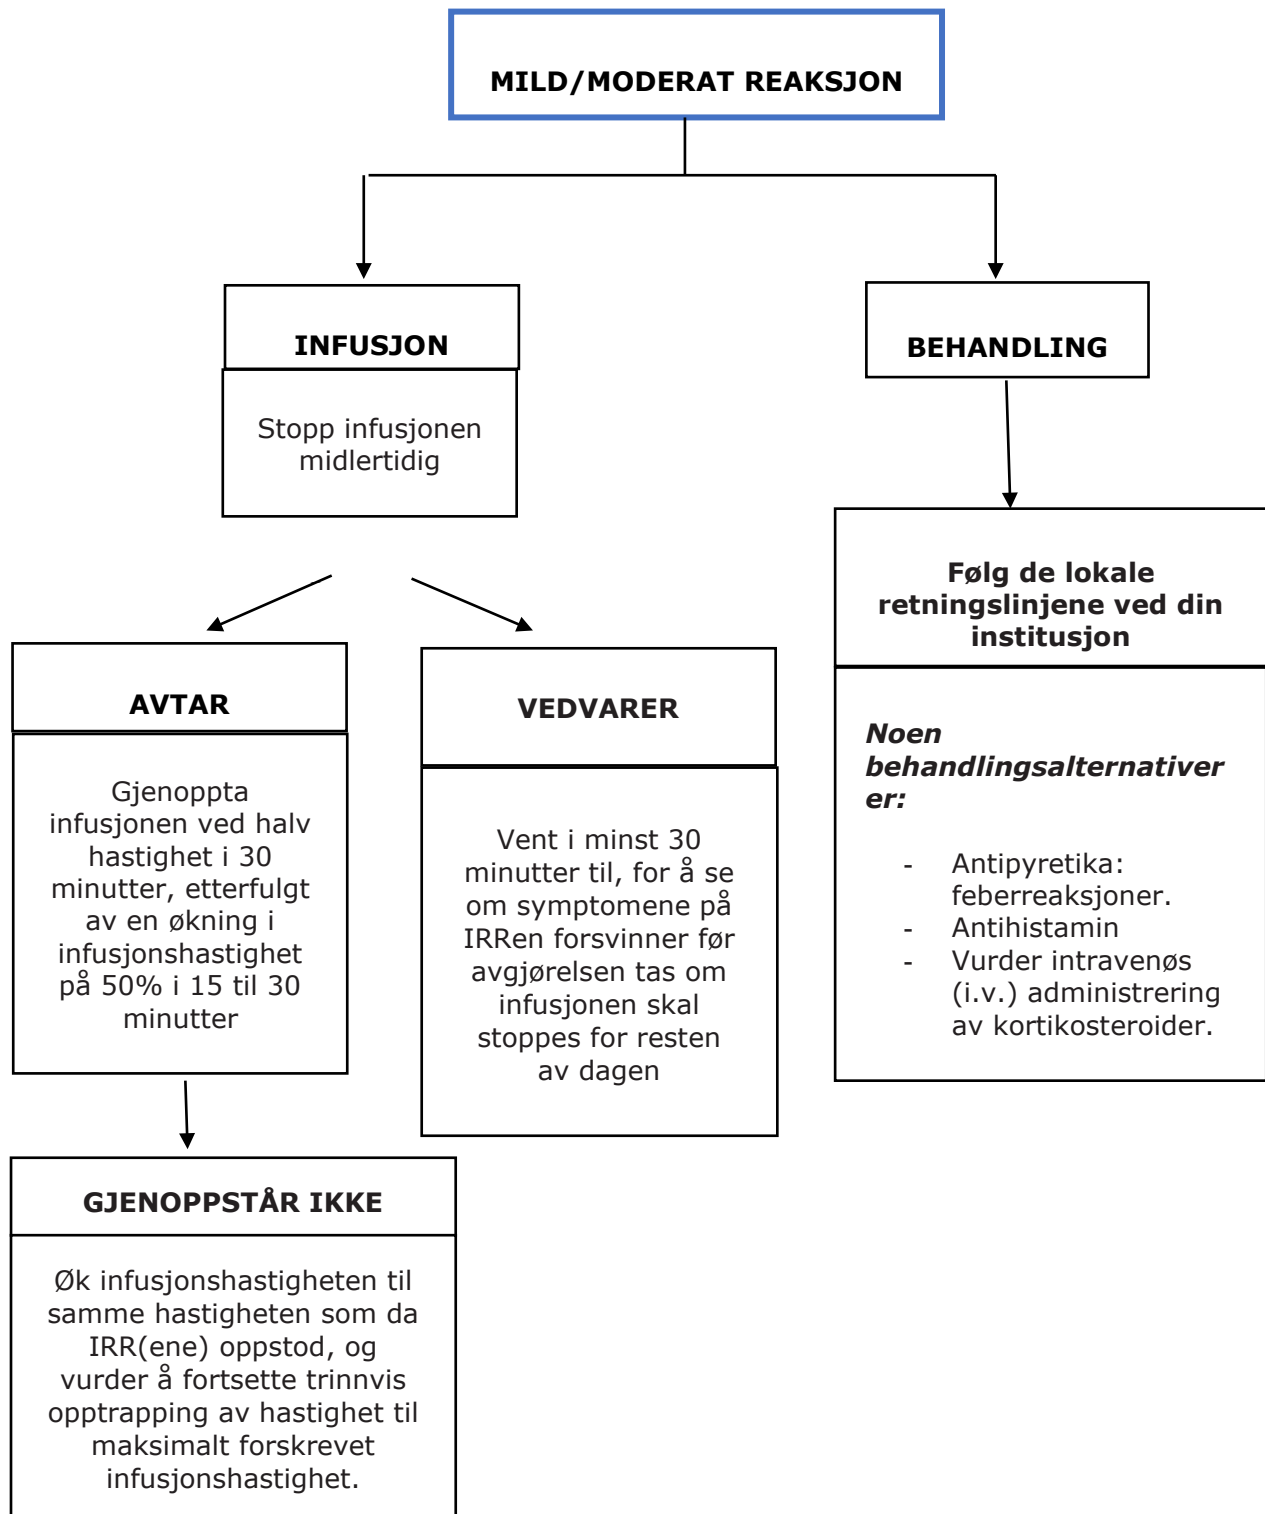 MILD/MODERAT REAKSJON
INFUSJON
Stopp infusjonen
midlertidig
BEHANDLING
AVTAR
Gjenoppta
infusjonen ved halv
hastighet i 30
minutter, etterfulgt
av en økning i
infusjonshastighet
på 50% i 15 til 30
minutter
VEDVARER
Vent i minst 30
minutter til, for å se
om symptomene på
IRRen forsvinner før
avgjørelsen tas om
infusjonen skal
stoppes for resten
av dagen
Følg de lokale
retningslinjene ved din
institusjon
Noen
behandlingsalternativer
er:
- Antipyretika:
feberreaksjoner.
- Antihistamin
- Vurder intravenøs
(i.v.) administrering
av kortikosteroider.
GJENOPPSTÅR IKKE
Øk infusjonshastigheten til
samme hastigheten som da
IRR(ene) oppstod, og
vurder å fortsette trinnvis
opptrapping av hastighet til
maksimalt forskrevet
infusjonshastighet.